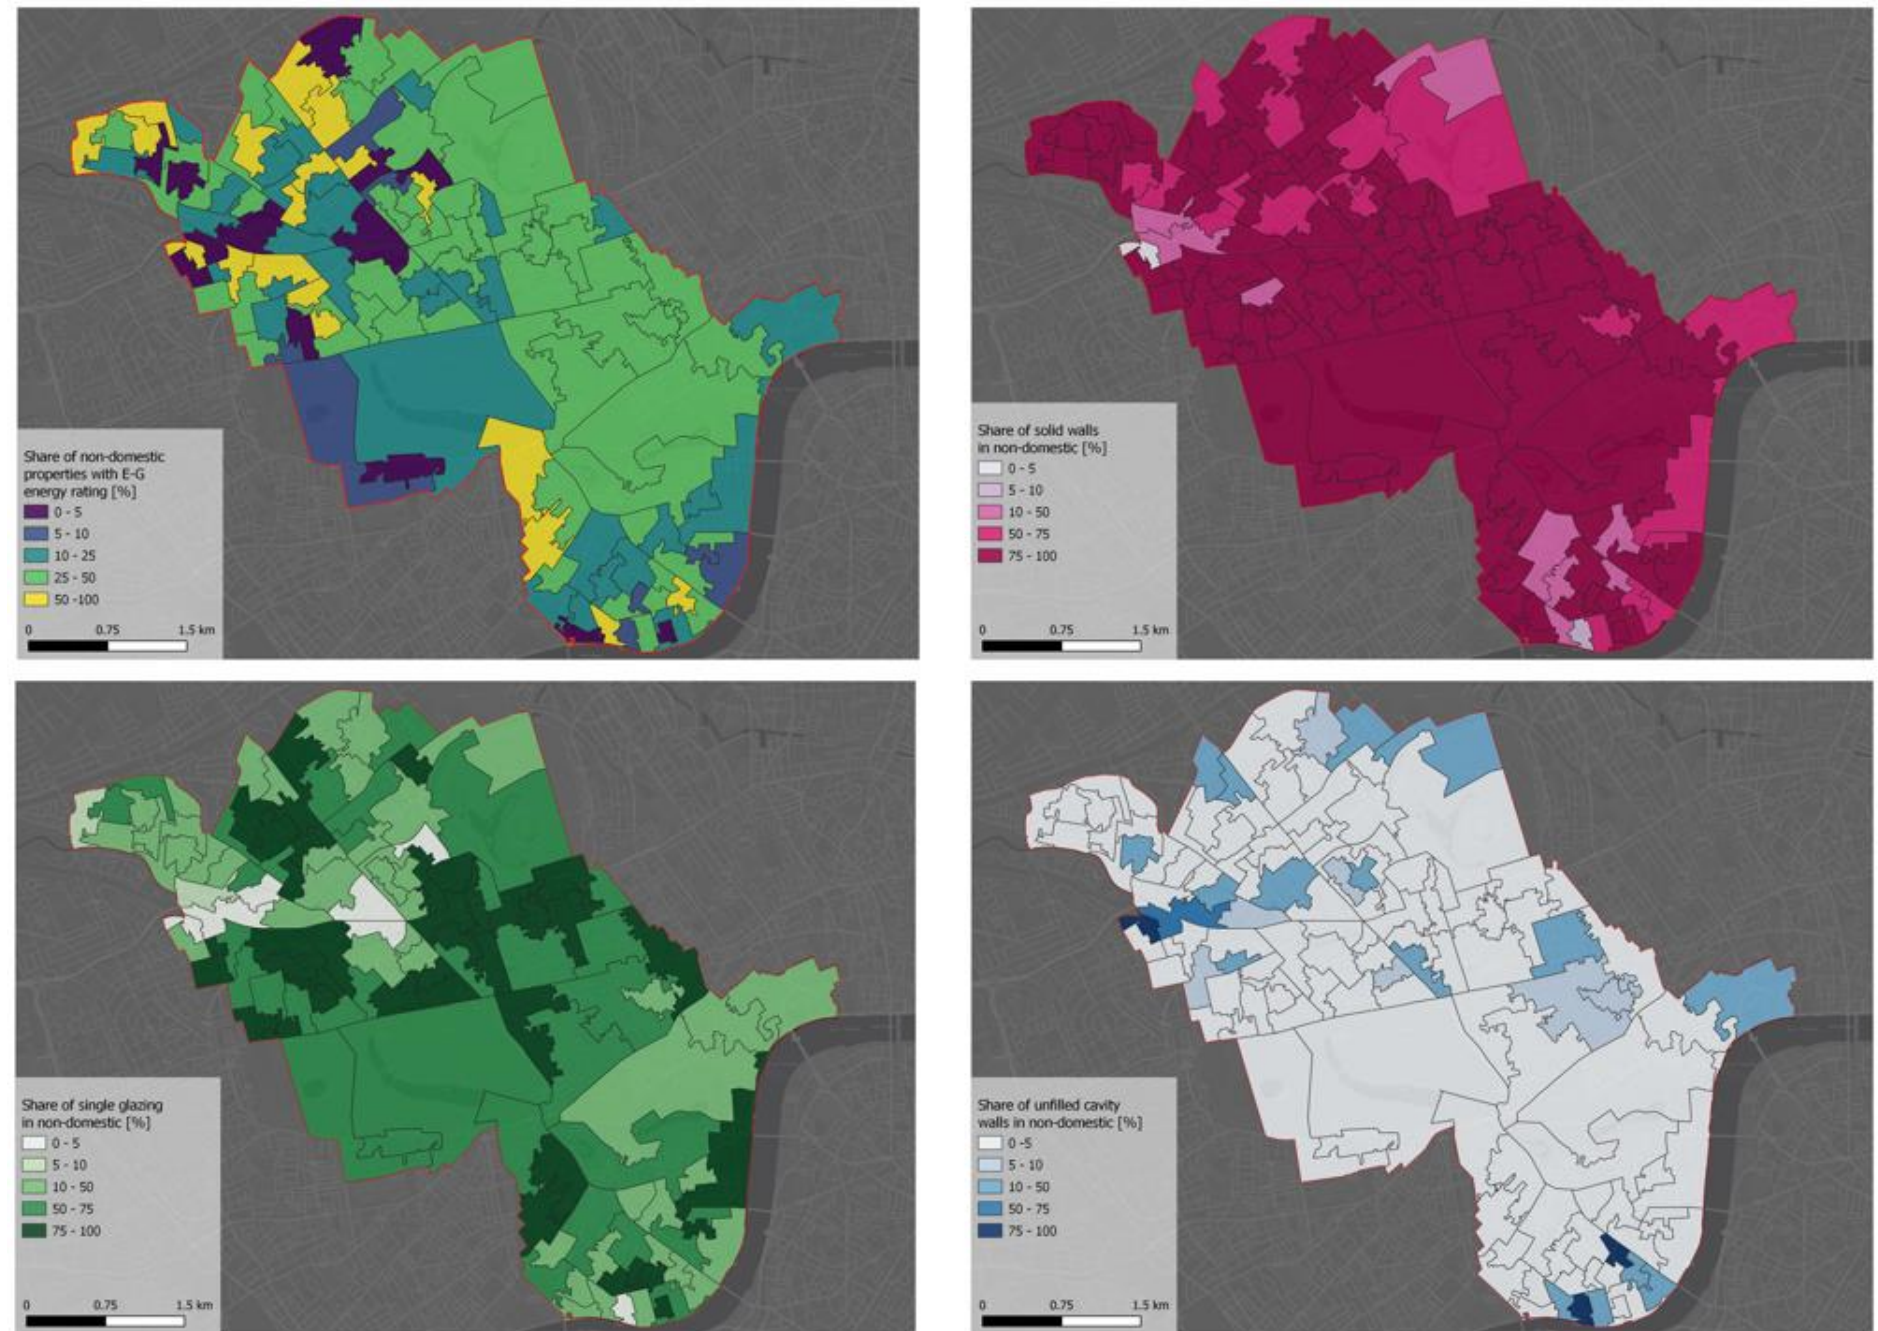 Share of non-domestic
properties with E-G
energy rating [%]
0 - 5
5 - 10
10 - 25
25 - 50
50 -100
0 0.75 1.5 km
Share of solid walls
in non-domestic [%]
0 - 5
5 - 10
10 - 50
50 - 75
75 - 100
0 0.75 1.5 km
Share of single glazing
in non-domestic [%]
0 - 5
5 - 10
10 - 50
50 - 75
75 - 100
0 0.75 1.5 km
Share of unfilled cavity
walls in non-domestic [%]
0 -5
5 - 10
10 - 50
50 - 75
75 - 100
0 0.75 1.5 km